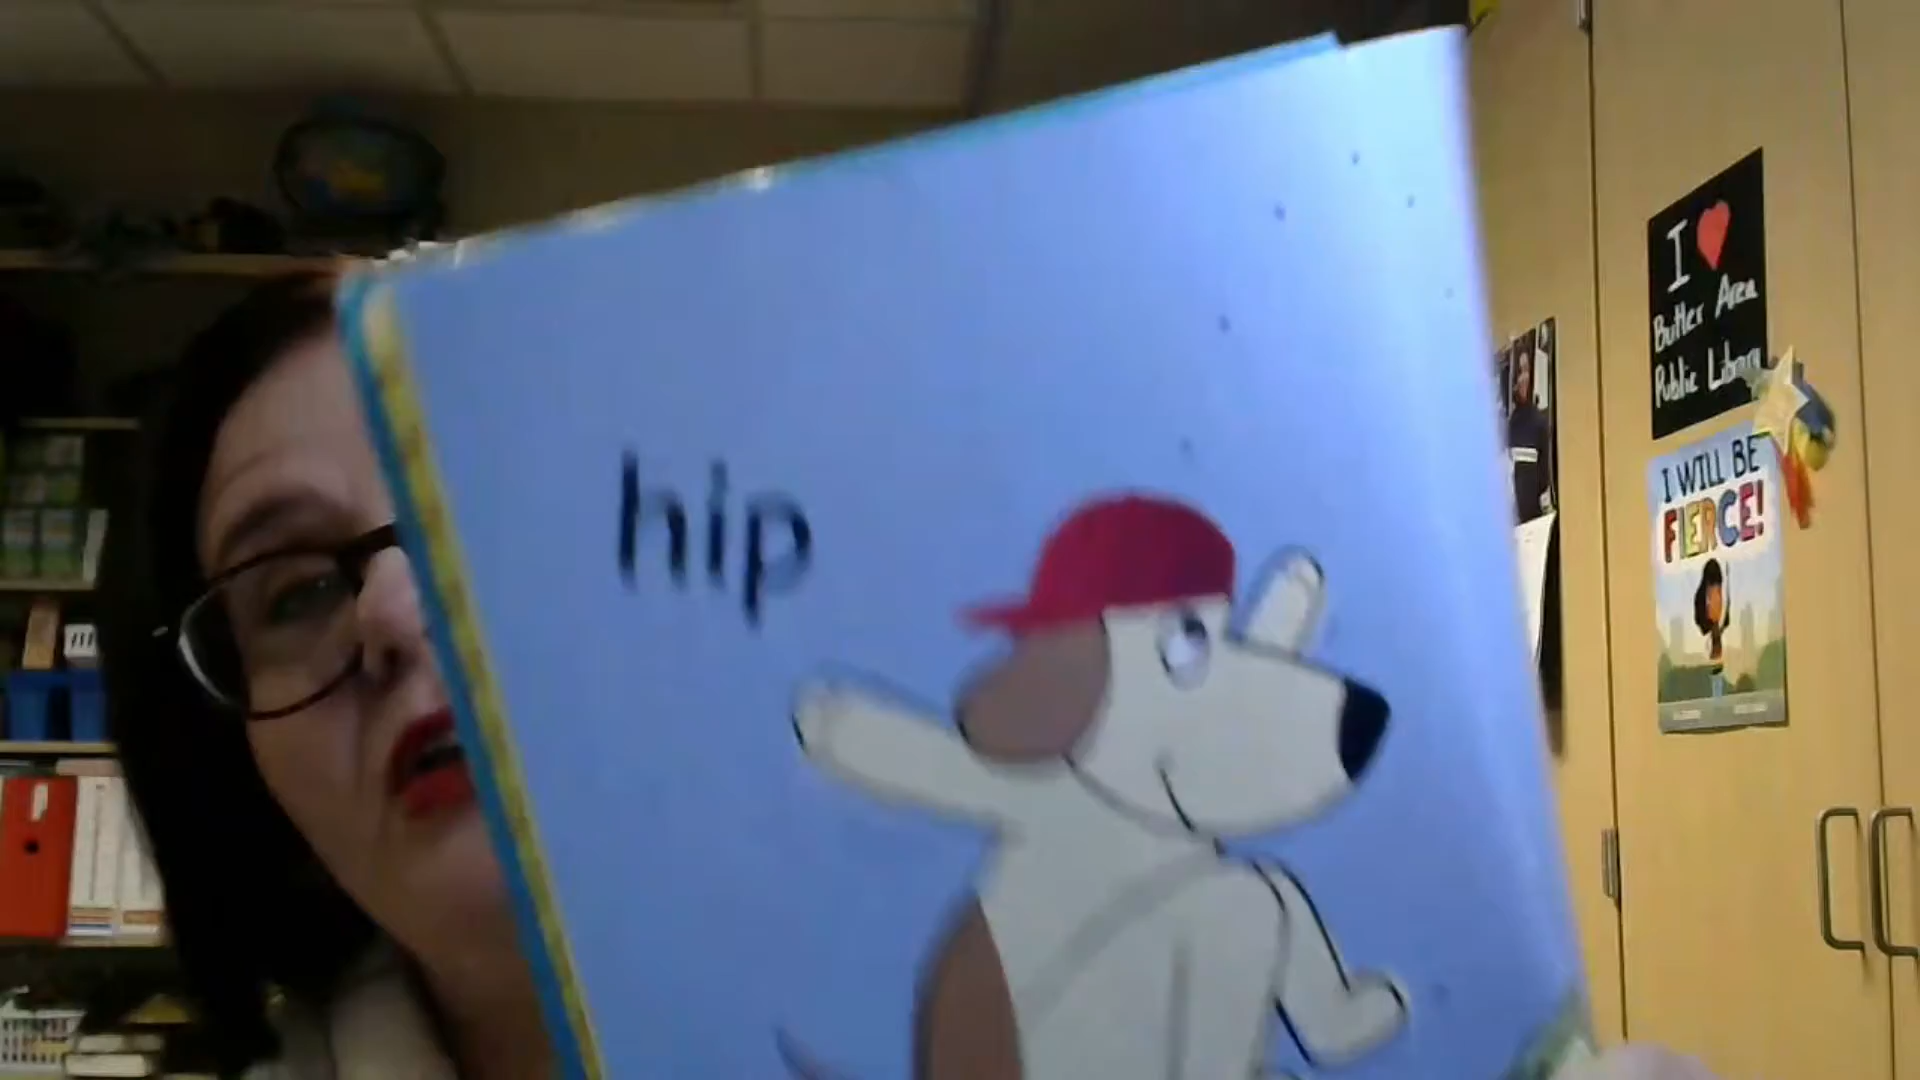 hip
I ❤
Butler Area
Public Library
I WILL BE
FIERCE!